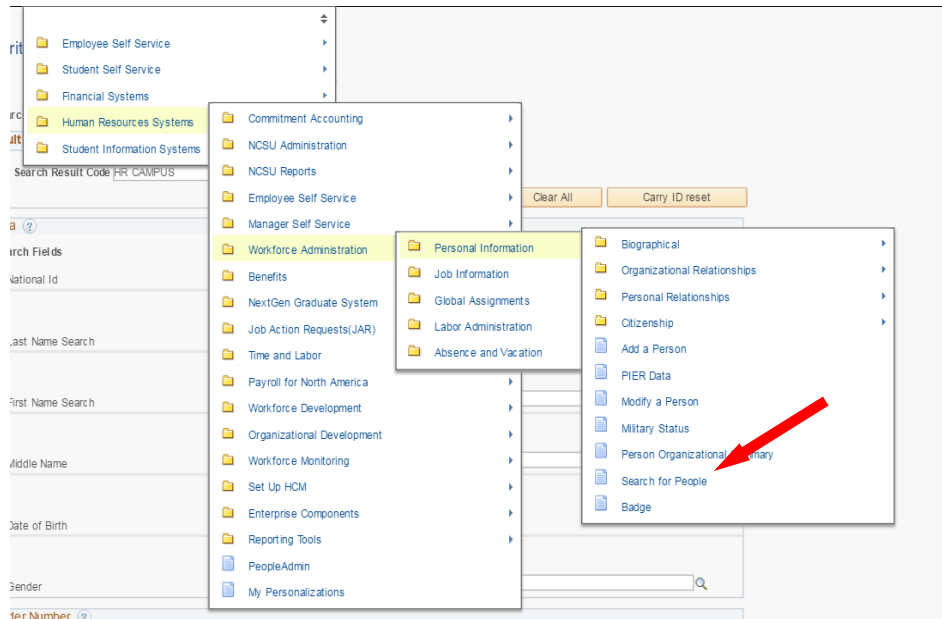 Employee Self Service
Student Self Service
Financial Systems
Human Resources Systems
Student Information Systems
Search Result Code HR CAMPUS
Clear All
Carry ID reset
Commitment Accounting
NCSU Administration
NCSU Reports
Employee Self Service
Manager Self Service
Workforce Administration
Benefits
NextGen Graduate System
Job Action Requests(JAR)
Time and Labor
Payroll for North America
Workforce Development
Organizational Development
Workforce Monitoring
Set Up HCM
Enterprise Components
Reporting Tools
PeopleAdmin
My Personalizations
Personal Information
Job Information
Global Assignments
Labor Administration
Absence and Vacation
Biographical
Organizational Relationships
Personal Relationships
Citizenship
Add a Person
PIER Data
Modify a Person
Military Status
Person Organizational
Search for People
Badge
Fields
National Id
Last Name Search
First Name Search
Middle Name
Date of Birth
Gender
Number